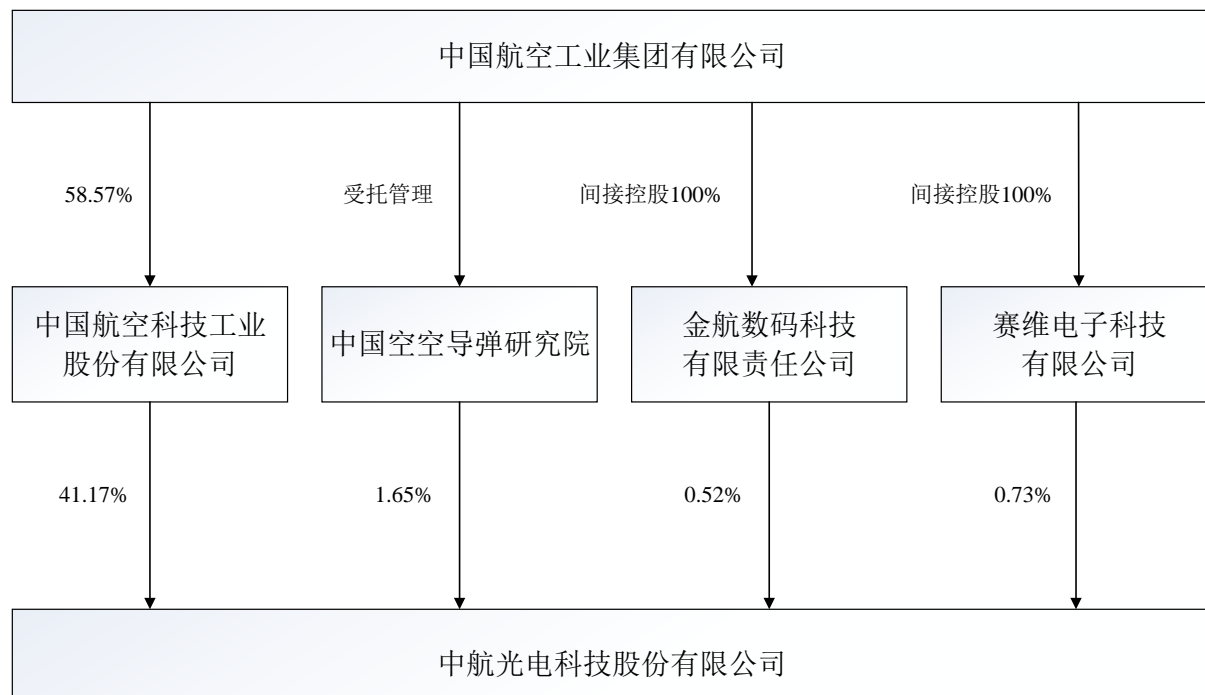 中国航空工业集团有限公司
58.57%
受托管理
间接控股100%
间接控股100%
中国航空科技工业
股份有限公司
中国空空导弹研究院
金航数码科技
有限责任公司
赛维电子科技
有限公司
41.17%
1.65%
0.52%
0.73%
中航光电科技股份有限公司